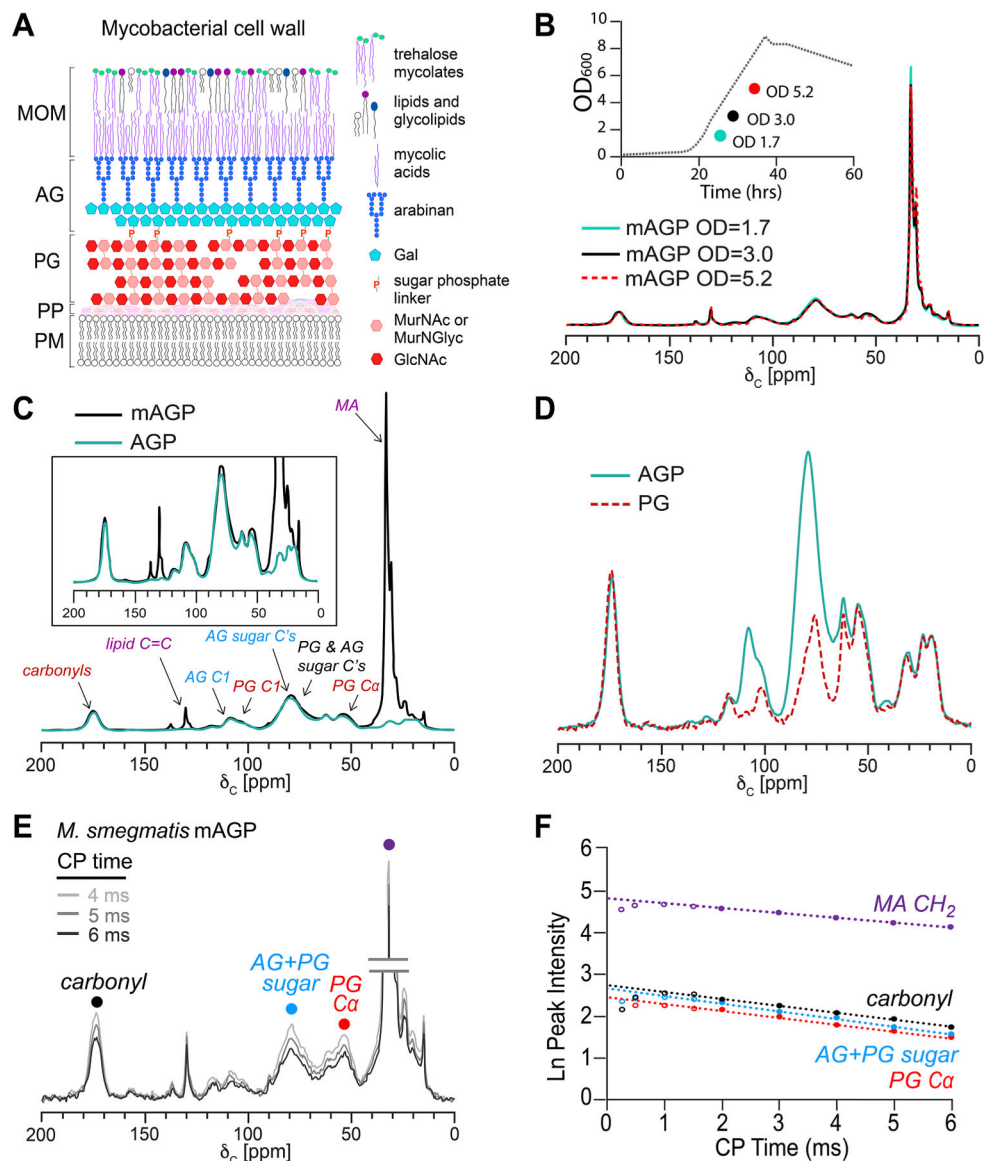 A
Mycobacterial cell wall
MOM
AG
PG
PP
PM
P P P P P P
trehalose
mycolates
lipids and
glycolipids
mycolic
acids
arabinan
Gal
P sugar phosphate
linker
MurNAc or
MurNGlyc
GlcNAc
B
OD600
10
8
6
4
2
0
OD 5.2
OD 3.0
OD 1.7
0 20 40 60
Time (hrs)
mAGP OD=1.7
mAGP OD=3.0
mAGP OD=5.2
200 150 100 50 0
δC [ppm]
C
mAGP
AGP
MA
200 150 100 50 0
carbonyls
lipid C=C
AG sugar C's
AG C1
PG C1
PG & AG
sugar C's
PG Cα
200 150 100 50 0
δC [ppm]
D
AGP
PG
200 150 100 50 0
δC [ppm]
E
M. smegmatis mAGP
CP time
4 ms
5 ms
6 ms
carbonyl
AG+PG
sugar
PG
Cα
200 150 100 50 0
δC [ppm]
F
Ln Peak Intensity
6
5
4
3
2
1
0
MA CH2
carbonyl
AG+PG sugar
PG Cα
0 1 2 3 4 5 6
CP Time (ms)